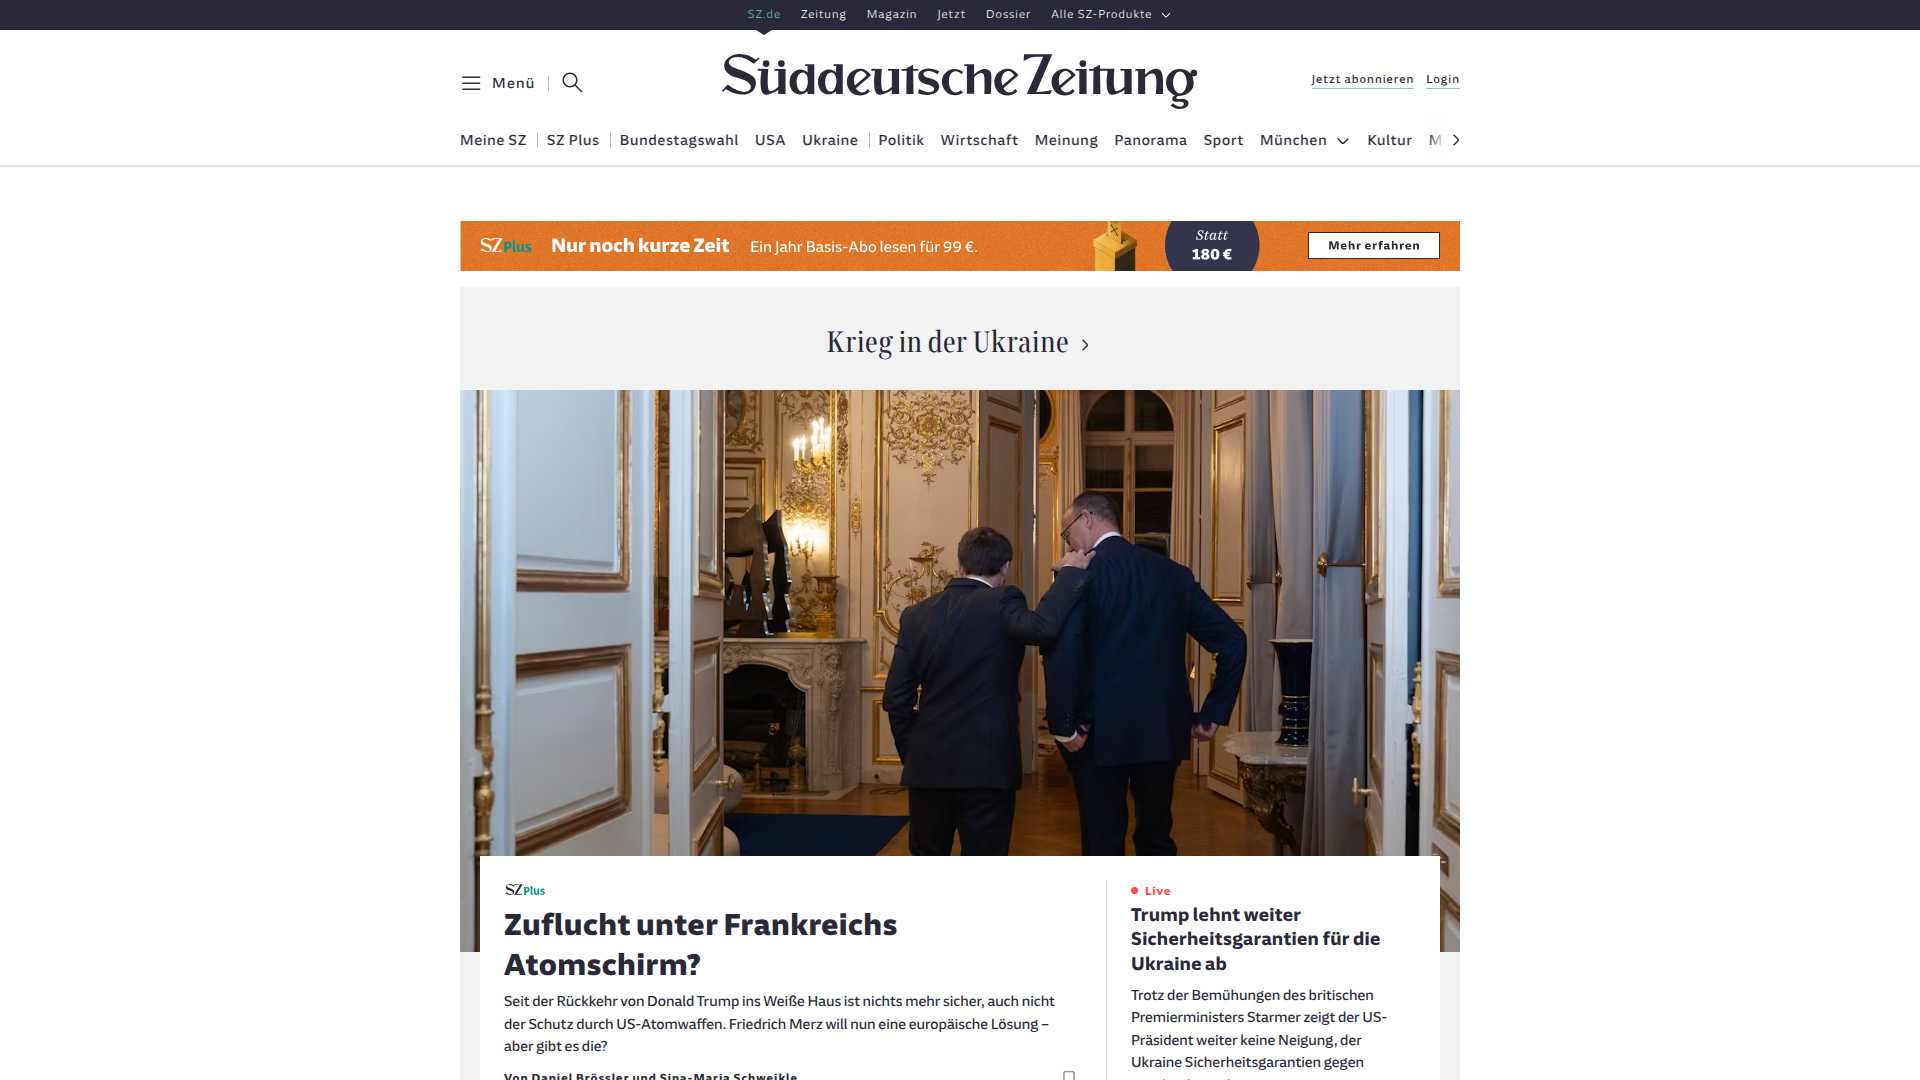 SZ.de Zeitung Magazin Jetzt Dossier Alle SZ-Produkte
Menü
Süddeutsche Zeitung
Jetzt abonnieren Login
Meine SZ SZ Plus Bundestagswahl USA Ukraine Politik Wirtschaft Meinung Panorama Sport München Kultur M
SZ Plus Nur noch kurze Zeit Ein Jahr Basis-Abo lesen für 99 €.
Statt
180 €
Mehr erfahren
Krieg in der Ukraine
SZ Plus
Zuflucht unter Frankreichs
Atomschirm?
Seit der Rückkehr von Donald Trump ins Weiße Haus ist nichts mehr sicher, auch nicht
der Schutz durch US-Atomwaffen. Friedrich Merz will nun eine europäische Lösung –
aber gibt es die?
Von Daniel Brössler und Sina-Maria Schweikle
Live
Trump lehnt weiter
Sicherheitsgarantien für die
Ukraine ab
Trotz der Bemühungen des britischen
Premierministers Starmer zeigt der US-
Präsident weiter keine Neigung, der
Ukraine Sicherheitsgarantien gegen